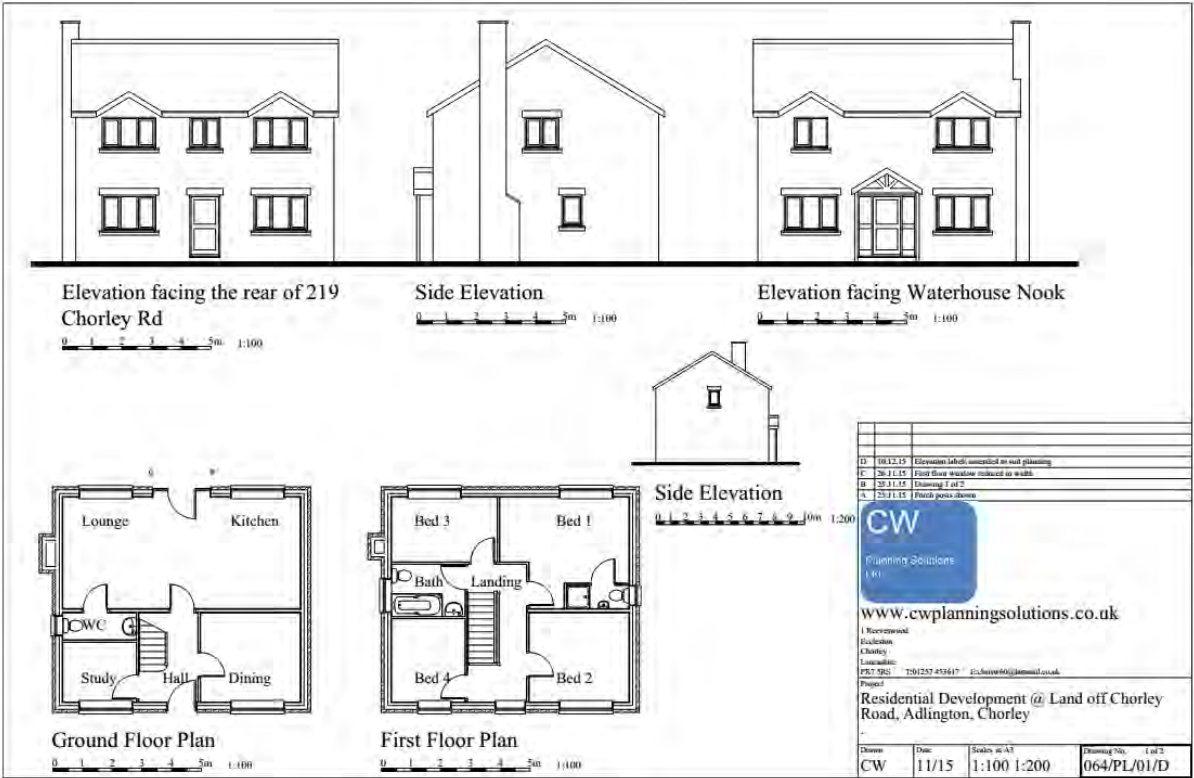 Elevation facing the rear of 219
Chorley Rd
0 1 2 3 4 5m 1:100
Side Elevation
0 1 2 3 4 5m 1:100
Elevation facing Waterhouse Nook
0 1 2 3 4 5m 1:100
Side Elevation
0 1 2 3 4 5 6 7 8 9 10m 1:200
Lounge
Kitchen
WC
Study
Hall
Dining
Ground Floor Plan
0 1 2 3 4 5m 1:100
Bed 3
Bed 1
Bath
Landing
Bed 4
Bed 2
First Floor Plan
0 1 2 3 4 5m 1:100
D 10.12.15 Elevation labels amended to suit planning
C 26.11.15 First floor window reduced in width
B 25.11.15 Drawing 1 of 2
A 23.11.15 Porch posts shown
CW
Planning Solutions
Ltd
www.cwplanningsolutions.co.uk
Eccleston
Chorley
Lancashire
PR7 5RS
Project
Residential Development @ Land off Chorley
Road, Adlington, Chorley
Drawn Date Scales at A3 Drawing No. 1 of 2
CW 11/15 1:100 1:200 064/PL/01/D